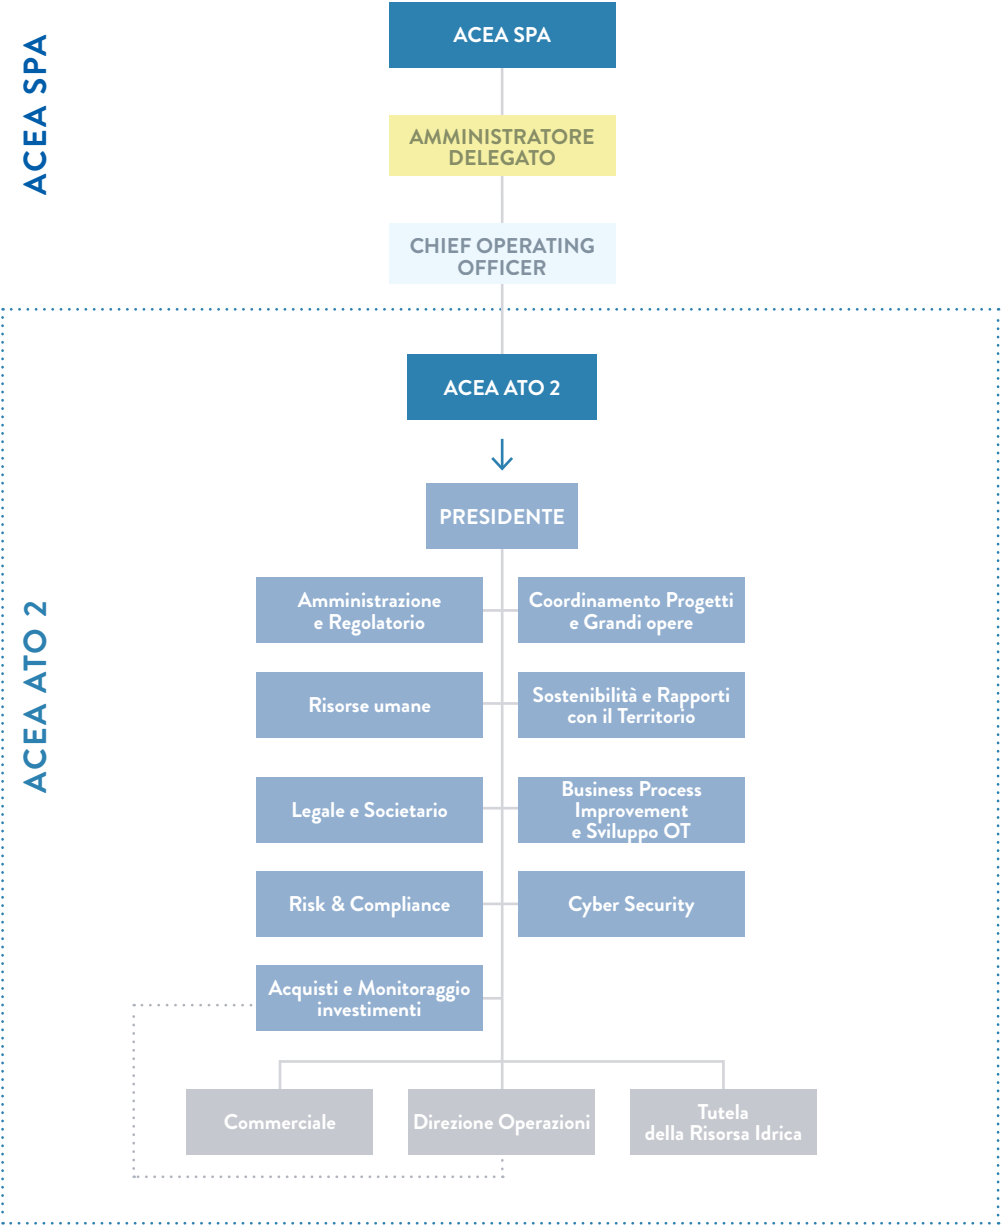 ACEA SPA
ACEA SPA
AMMINISTRATORE
DELEGATO
CHIEF OPERATING
OFFICER
ACEA ATO 2
ACEA ATO 2
PRESIDENTE
Amministrazione
e Regolatorio
Coordinamento Progetti
e Grandi opere
Risorse umane
Sostenibilità e Rapporti
con il Territorio
Legale e Societario
Business Process
Improvement
e Sviluppo OT
Risk & Compliance
Cyber Security
Acquisti e Monitoraggio
investimenti
Commerciale
Direzione Operazioni
Tutela
della Risorsa Idrica